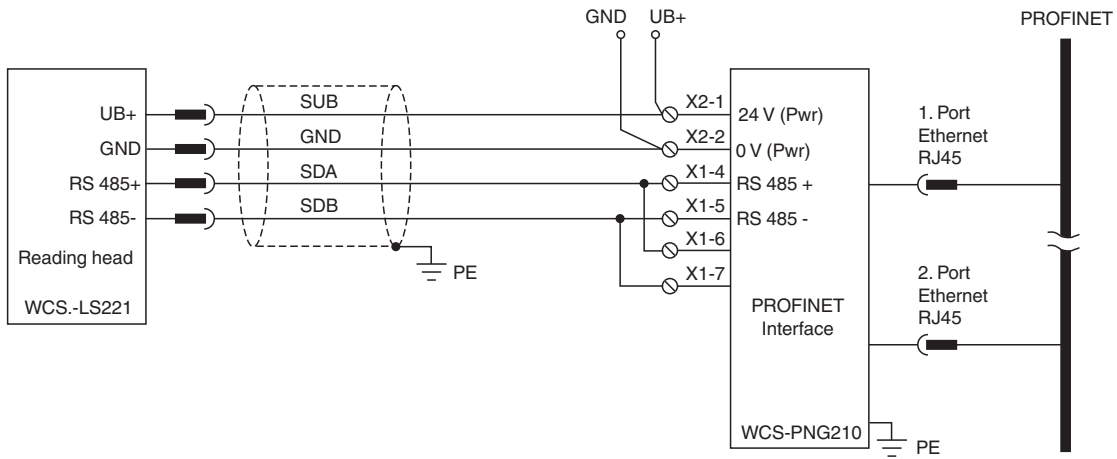 GND UB+
PROFINET
UB+
GND
RS 485+
RS 485-
Reading head
WCS.-LS221
SUB
GND
SDA
SDB
PE
X2-1
X2-2
X1-4
X1-5
X1-6
X1-7
24 V (Pwr)
0 V (Pwr)
RS 485 +
RS 485 -
PROFINET
Interface
WCS-PNG210
PE
1. Port
Ethernet
RJ45
2. Port
Ethernet
RJ45